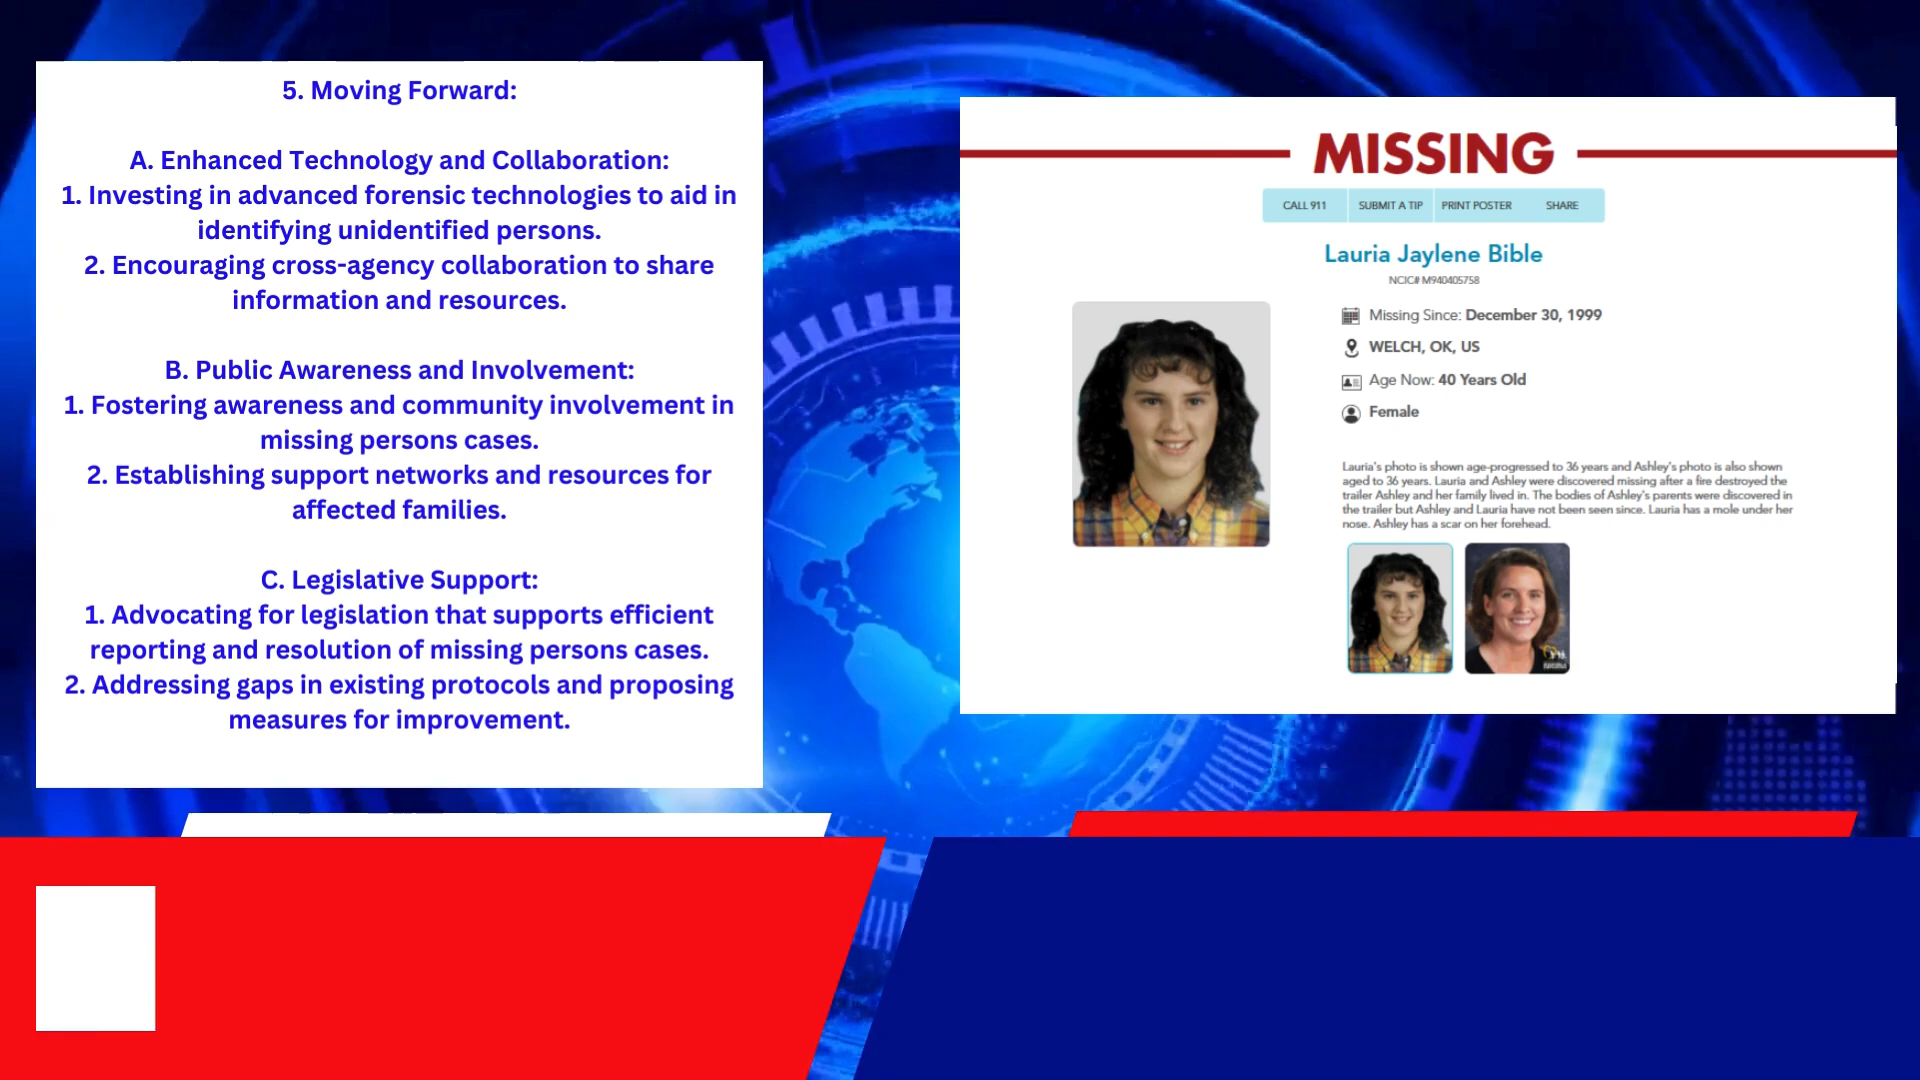 5. Moving Forward:
A. Enhanced Technology and Collaboration:
1. Investing in advanced forensic technologies to aid in
identifying unidentified persons.
2. Encouraging cross-agency collaboration to share
information and resources.
B. Public Awareness and Involvement:
1. Fostering awareness and community involvement in
missing persons cases.
2. Establishing support networks and resources for
affected families.
C. Legislative Support:
1. Advocating for legislation that supports efficient
reporting and resolution of missing persons cases.
2. Addressing gaps in existing protocols and proposing
measures for improvement.
MISSING
CALL 911 SUBMIT A TIP PRINT POSTER SHARE
Lauria Jaylene Bible
NCIC# M940405758
Missing Since: December 30, 1999
WELCH, OK, US
Age Now: 40 Years Old
Female
Lauria's photo is shown age-progressed to 36 years and Ashley's photo is also shown
aged to 36 years. Lauria and Ashley were discovered missing after a fire destroyed the
trailer Ashley and her family lived in. The bodies of Ashley's parents were discovered in
the trailer but Ashley and Lauria have not been seen since. Lauria has a mole under her
nose. Ashley has a scar on her forehead.